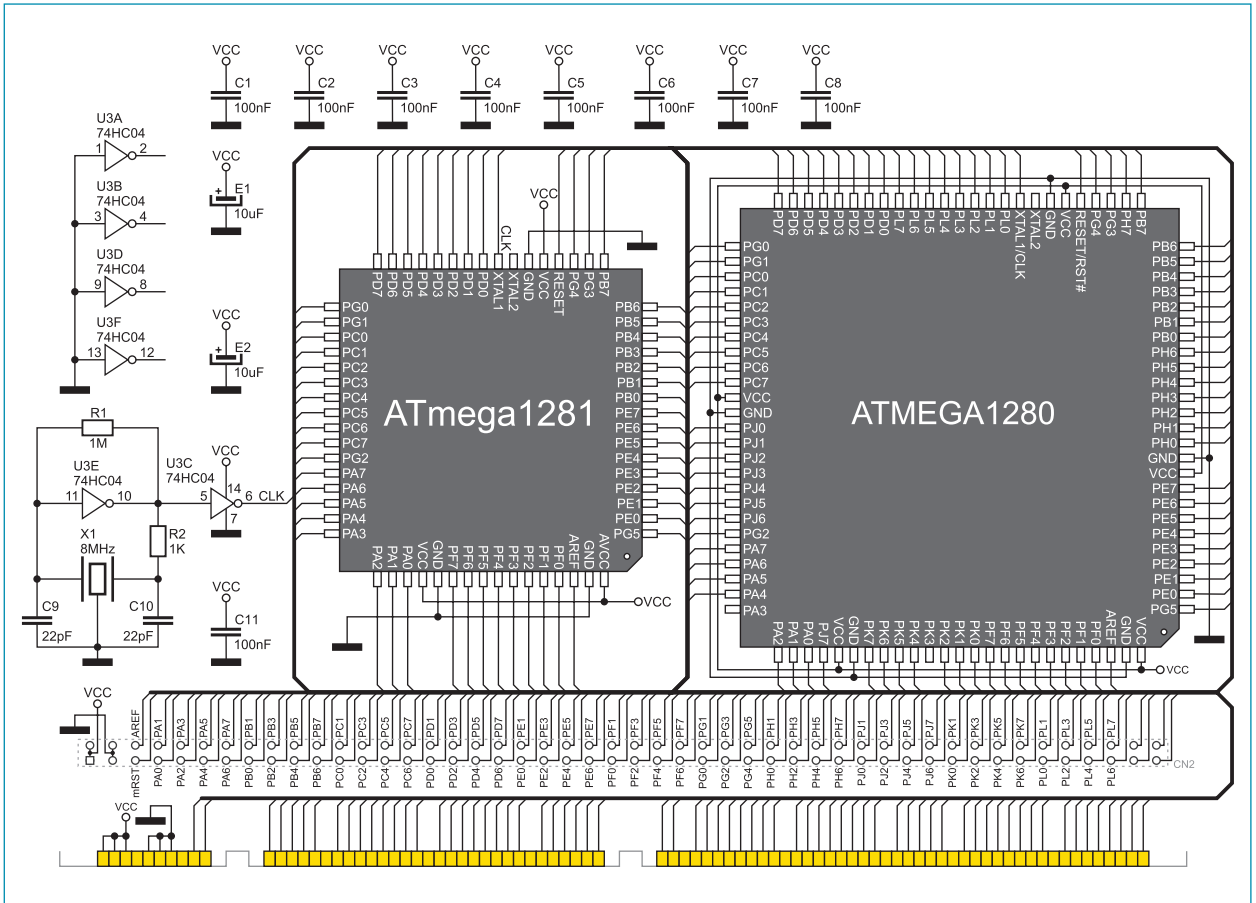 VCC VCC VCC VCC VCC VCC VCC VCC
C1 C2 C3 C4 C5 C6 C7 C8
100nF 100nF 100nF 100nF 100nF 100nF 100nF 100nF
U3A
74HC04
1 2
U3B
74HC04
3 4
U3D
74HC04
9 8
U3F
74HC04
13 12
VCC
+ E1
10uF
VCC
+ E2
10uF
R1
1M
U3E
74HC04
11 10
X1
8MHz
R2
1K
C9
22pF
C10
22pF
U3C
74HC04
VCC
14
5 6 CLK
7
VCC
C11
100nF
VCC
CLK
PD7 PD6 PD5 PD4 PD3 PD2 PD1 PD0 XTAL1 XTAL2 GND VCC RESET PG4 PG3 PB7
PG0
PG1
PC0
PC1
PC2
PC3
PC4
PC5
PC6
PC7
PG2
PA7
PA6
PA5
PA4
PA3
ATmega1281
PB6
PB5
PB4
PB3
PB2
PB1
PB0
PE7
PE6
PE5
PE4
PE3
PE2
PE1
PE0
PG5
PA2 PA1 PA0 VCC GND PF7 PF6 PF5 PF4 PF3 PF2 PF1 PF0 AREF GND AVCC
VCC
PD7 PD6 PD5 PD4 PD3 PD2 PD1 PD0 PL7 PL6 PL5 PL4 PL3 PL2 PL1 PL0 XTAL1/CLK XTAL2 GND VCC RESET/RST# PG4 PG3 PH7 PB7
PG0
PG1
PC0
PC1
PC2
PC3
PC4
PC5
PC6
PC7
VCC
GND
PJ0
PJ1
PJ2
PJ3
PJ4
PJ5
PJ6
PG2
PA7
PA6
PA5
PA4
PA3
ATMEGA1280
PB6
PB5
PB4
PB3
PB2
PB1
PB0
PH6
PH5
PH4
PH3
PH2
PH1
PH0
GND
VCC
PE7
PE6
PE5
PE4
PE3
PE2
PE1
PE0
PG5
PA2 PA1 PA0 PJ7 VCC GND PK7 PK6 PK5 PK4 PK3 PK2 PK1 PK0 PF7 PF6 PF5 PF4 PF3 PF2 PF1 PF0 AREF GND VCC
VCC
VCC
AREF PA1 PA3 PA5 PA7 PB1 PB3 PB5 PB7 PC1 PC3 PC5 PC7 PD1 PD3 PD5 PD7 PE1 PE3 PE5 PE7 PF1 PF3 PF5 PF7 PG1 PG3 PG5 PH1 PH3 PH5 PH7 PJ1 PJ3 PJ5 PJ7 PK1 PK3 PK5 PK7 PL1 PL3 PL5 PL7
mRST PA0 PA2 PA4 PA6 PB0 PB2 PB4 PB6 PC0 PC2 PC4 PC6 PD0 PD2 PD4 PD6 PE0 PE2 PE4 PE6 PF0 PF2 PF4 PF6 PG0 PG2 PG4 PH0 PH2 PH4 PH6 PJ0 PJ2 PJ4 PJ6 PK0 PK2 PK4 PK6 PL0 PL2 PL4 PL6
CN2
VCC